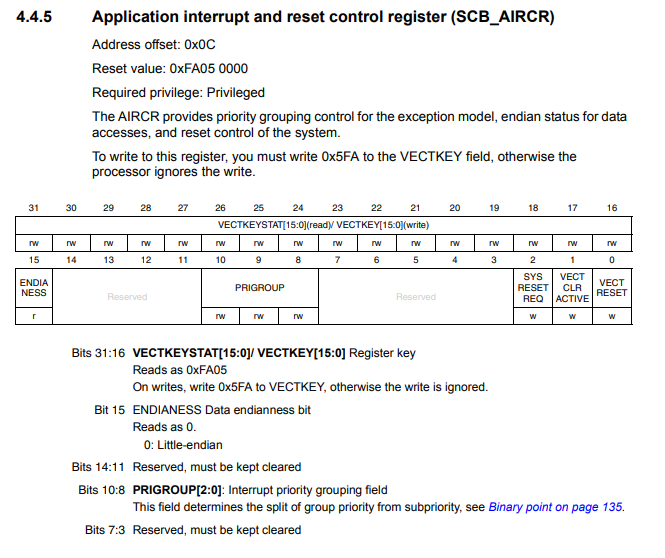 4.4.5 Application interrupt and reset control register (SCB_AIRCR)
Address offset: 0x0C
Reset value: 0xFA05 0000
Required privilege: Privileged
The AIRCR provides priority grouping control for the exception model, endian status for data
accesses, and reset control of the system.
To write to this register, you must write 0x5FA to the VECTKEY field, otherwise the
processor ignores the write.
31 30 29 28 27 26 25 24 23 22 21 20 19 18 17 16
VECTKEYSTAT[15:0](read)/ VECTKEY[15:0](write)
rw rw rw rw rw rw rw rw rw rw rw rw rw rw rw rw
15 14 13 12 11 10 9 8 7 6 5 4 3 2 1 0
ENDIA
NESS
Reserved
PRIGROUP
Reserved
SYS
RESET
REQ
VECT
CLR
ACTIVE
VECT
RESET
r rw rw rw w w w
Bits 31:16 VECTKEYSTAT[15:0]/ VECTKEY[15:0] Register key
Reads as 0xFA05
On writes, write 0x5FA to VECTKEY, otherwise the write is ignored.
Bit 15 ENDIANESS Data endianness bit
Reads as 0.
0: Little-endian
Bits 14:11 Reserved, must be kept cleared
Bits 10:8 PRIGROUP[2:0]: Interrupt priority grouping field
This field determines the split of group priority from subpriority, see Binary point on page 135.
Bits 7:3 Reserved, must be kept cleared